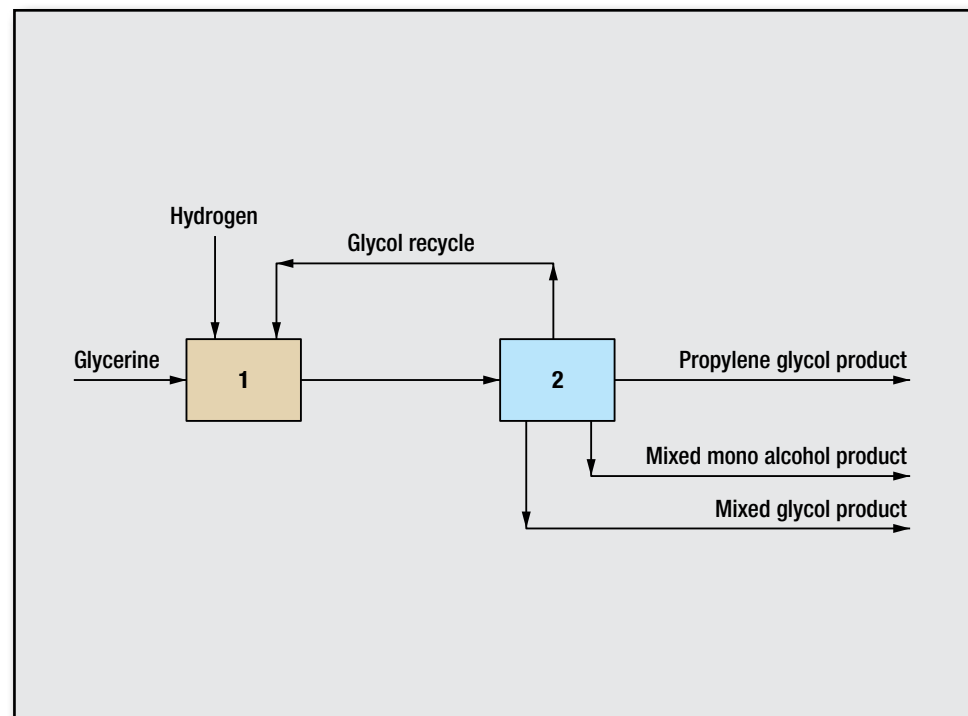 Hydrogen
Glycol recycle
Glycerine
1
2
Propylene glycol product
Mixed mono alcohol product
Mixed glycol product